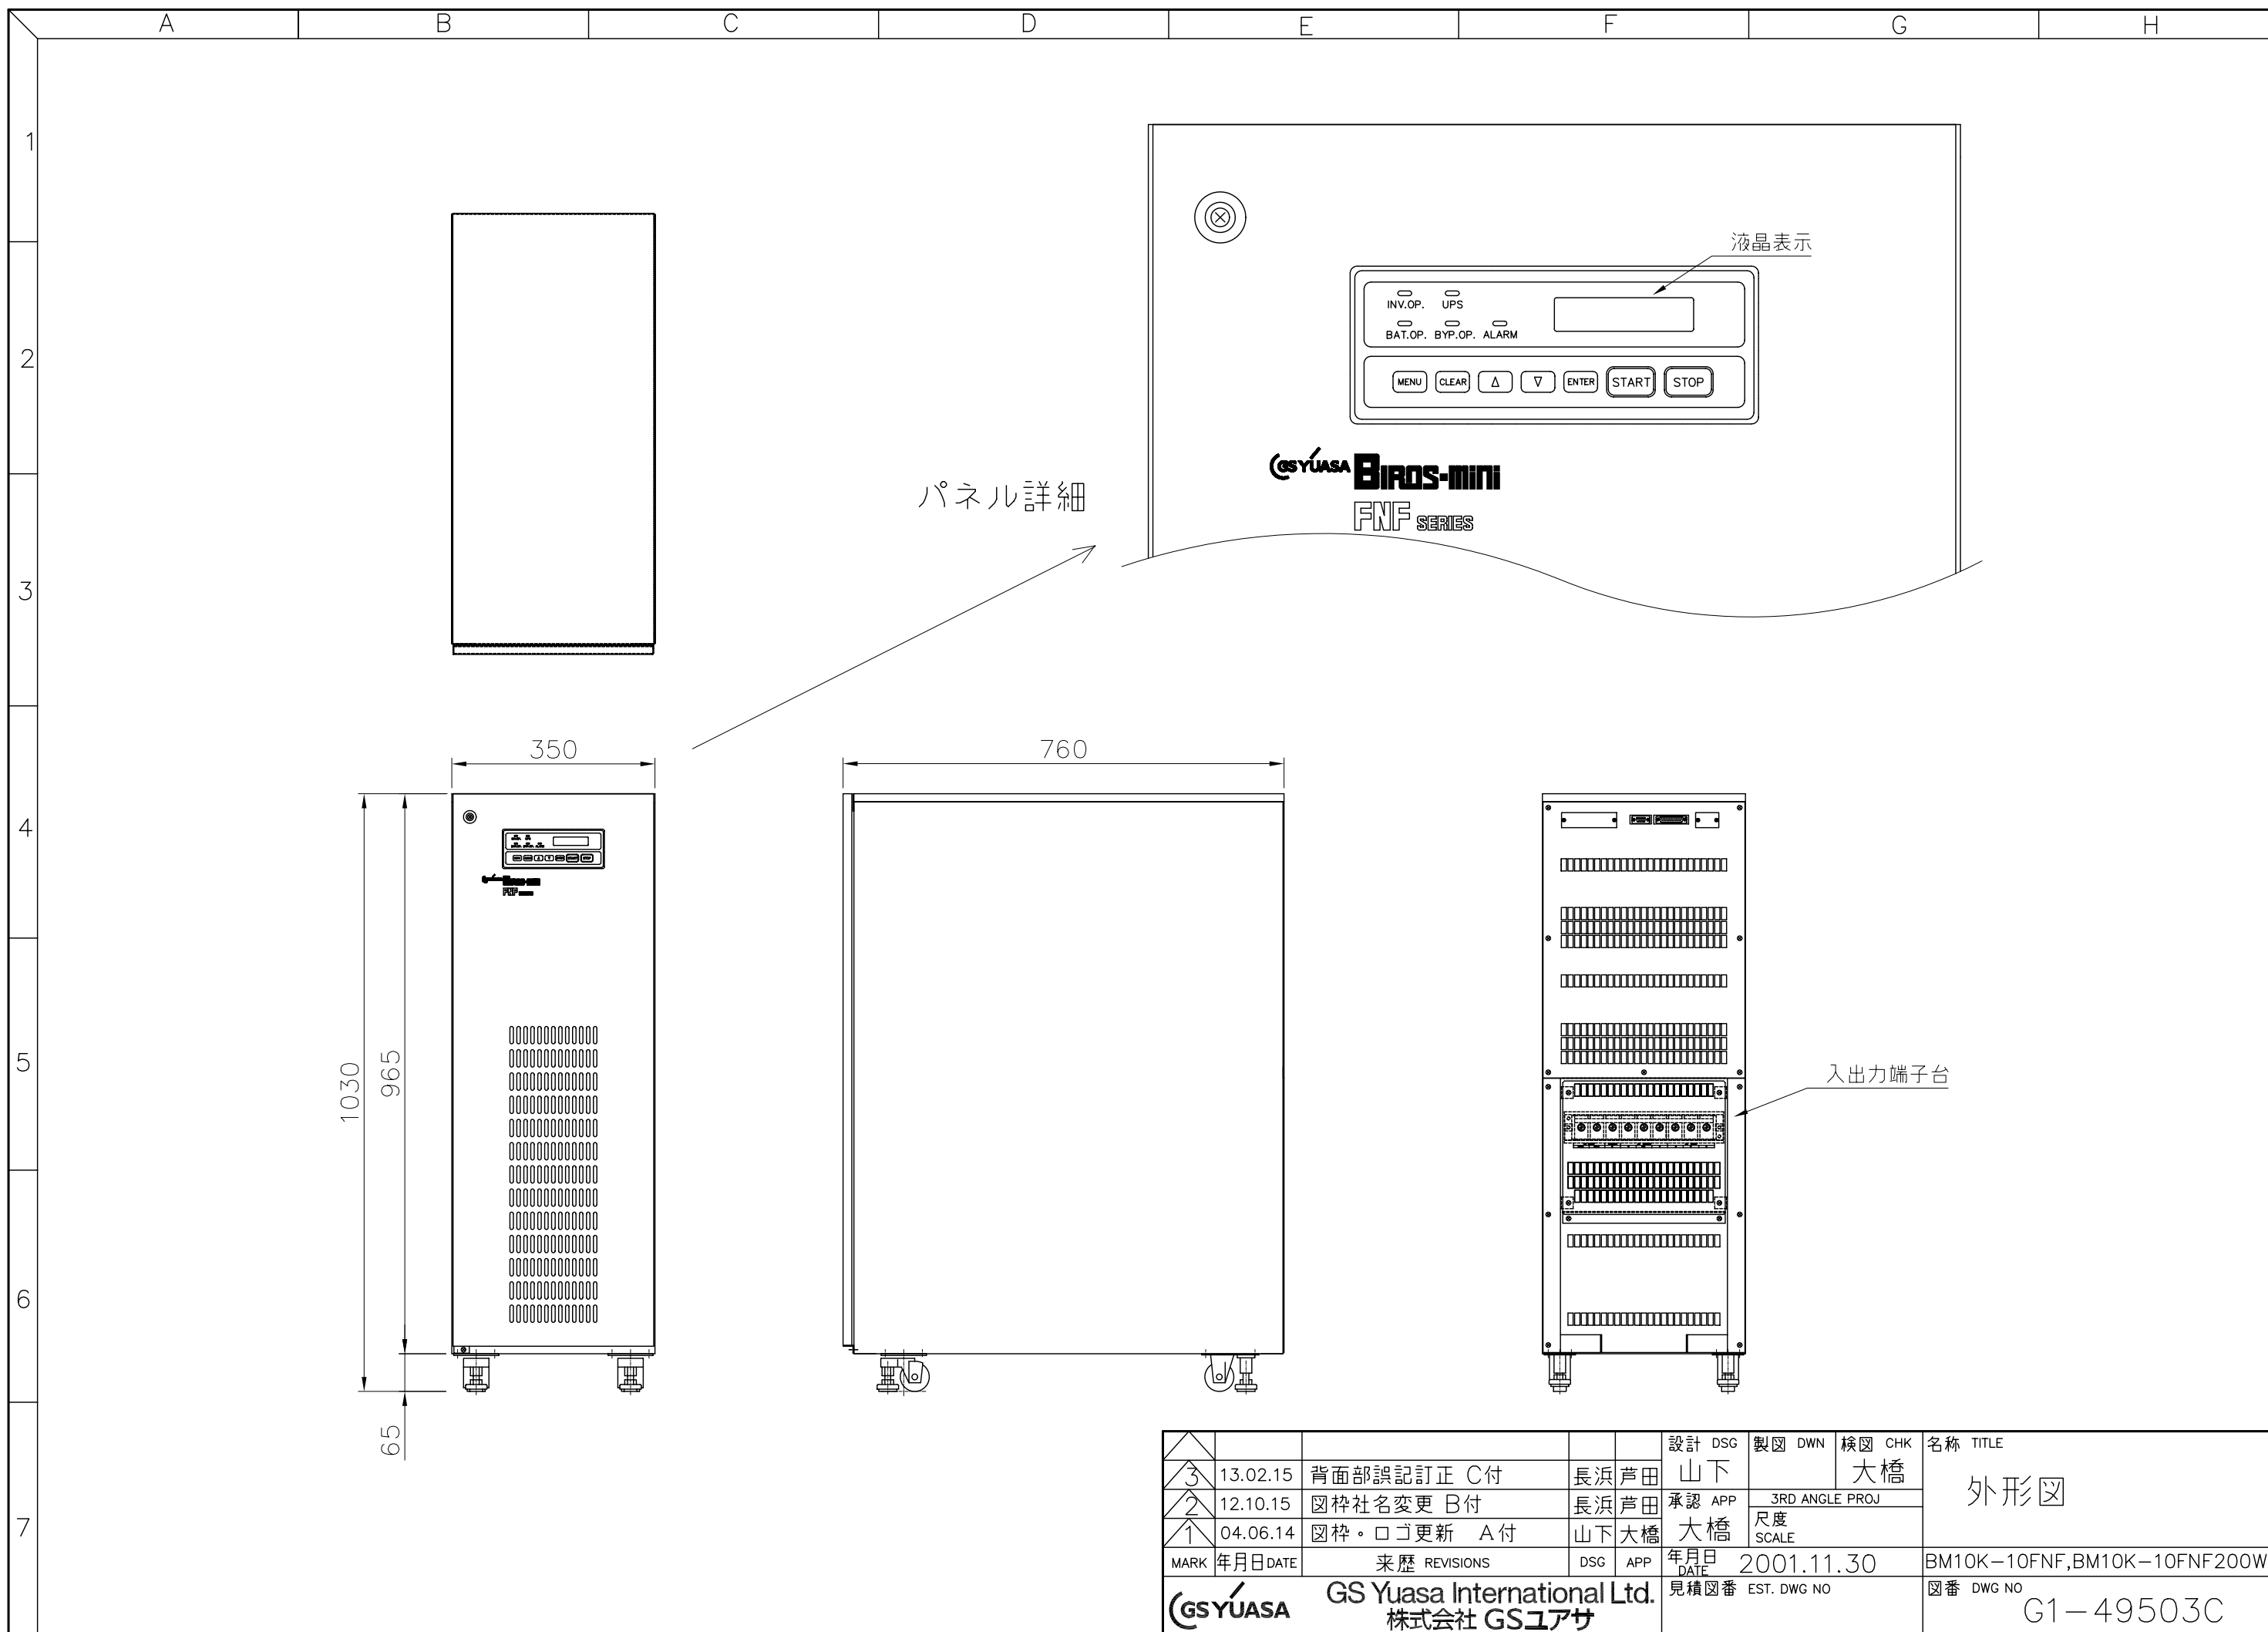 A B C D E F G H
1
2
3
4
5
6
7
液晶表示
INV.OP. UPS
BAT.OP. BYP.OP. ALARM
MENU CLEAR △ ▽ ENTER START STOP
GS YUASA BIROS-mini
FNF SERIES
パネル詳細
350
760
1030
965
65
入出力端子台
3 13.02.15 背面部誤記訂正 C付 長浜 芦田
2 12.10.15 図枠社名変更 B付 長浜 芦田
1 04.06.14 図枠。ロゴ更新 A付 山下 大橋
MARK 年月日 DATE 来歴 REVISIONS DSG APP
設計 DSG 製図 DWN 検図 CHK
山下 大橋
承認 APP 3RD ANGLE PROJ
大橋 尺度
SCALE
年月日
DATE 2001.11.30
名称 TITLE
外形図
BM10K-10FNF,BM10K-10FNF200W
GS YUASA
GS Yuasa International Ltd.
株式会社 GSユアサ
見積図番 EST. DWG NO
図番 DWG NO
G1-49503C